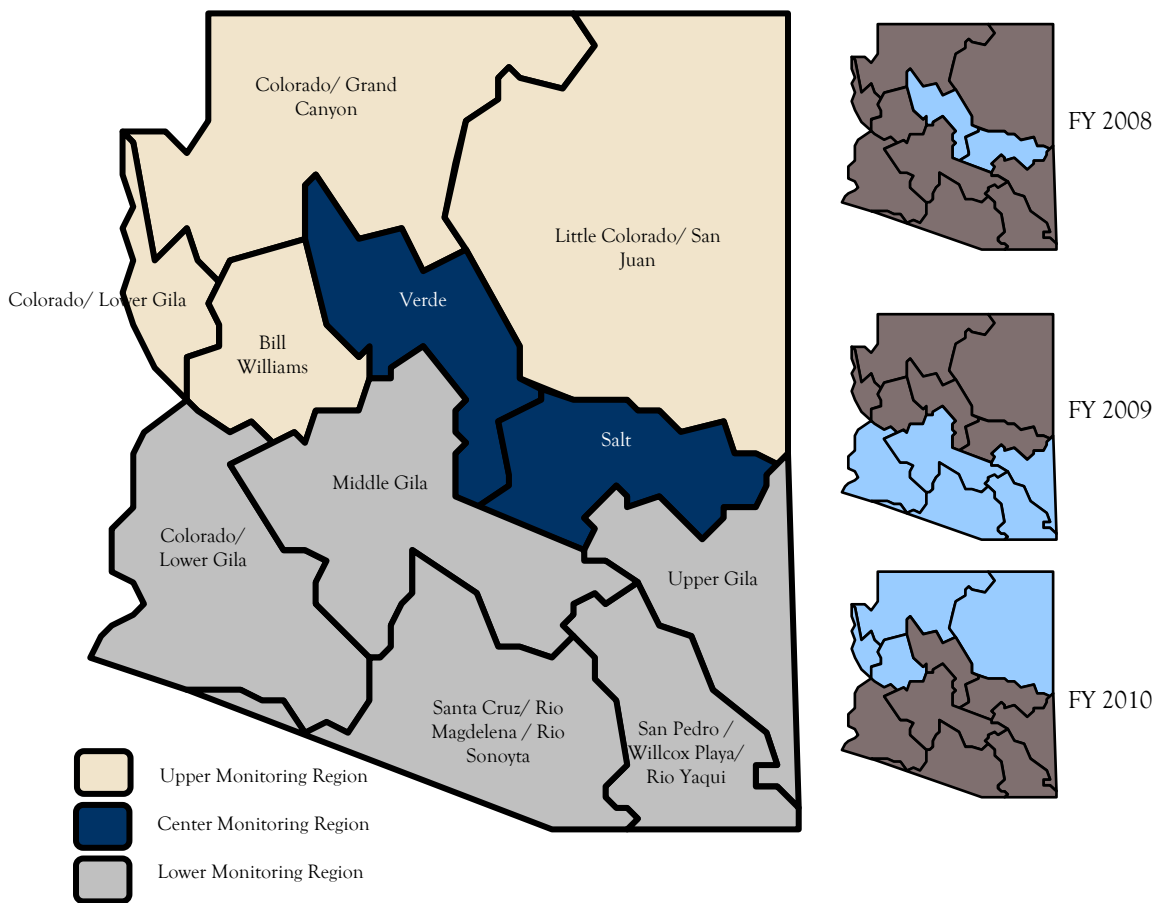 Colorado/ Grand
Canyon
FY 2008
Little Colorado/ San
Juan
Colorado/ Lower Gila
Verde
Bill
Williams
FY 2009
Salt
Middle Gila
Colorado/
Lower Gila
Upper Gila
FY 2010
Santa Cruz/ Rio
Magdelena / Rio
Sonoyta
San Pedro /
Willcox Playa/
Rio Yaqui
Upper Monitoring Region
Center Monitoring Region
Lower Monitoring Region